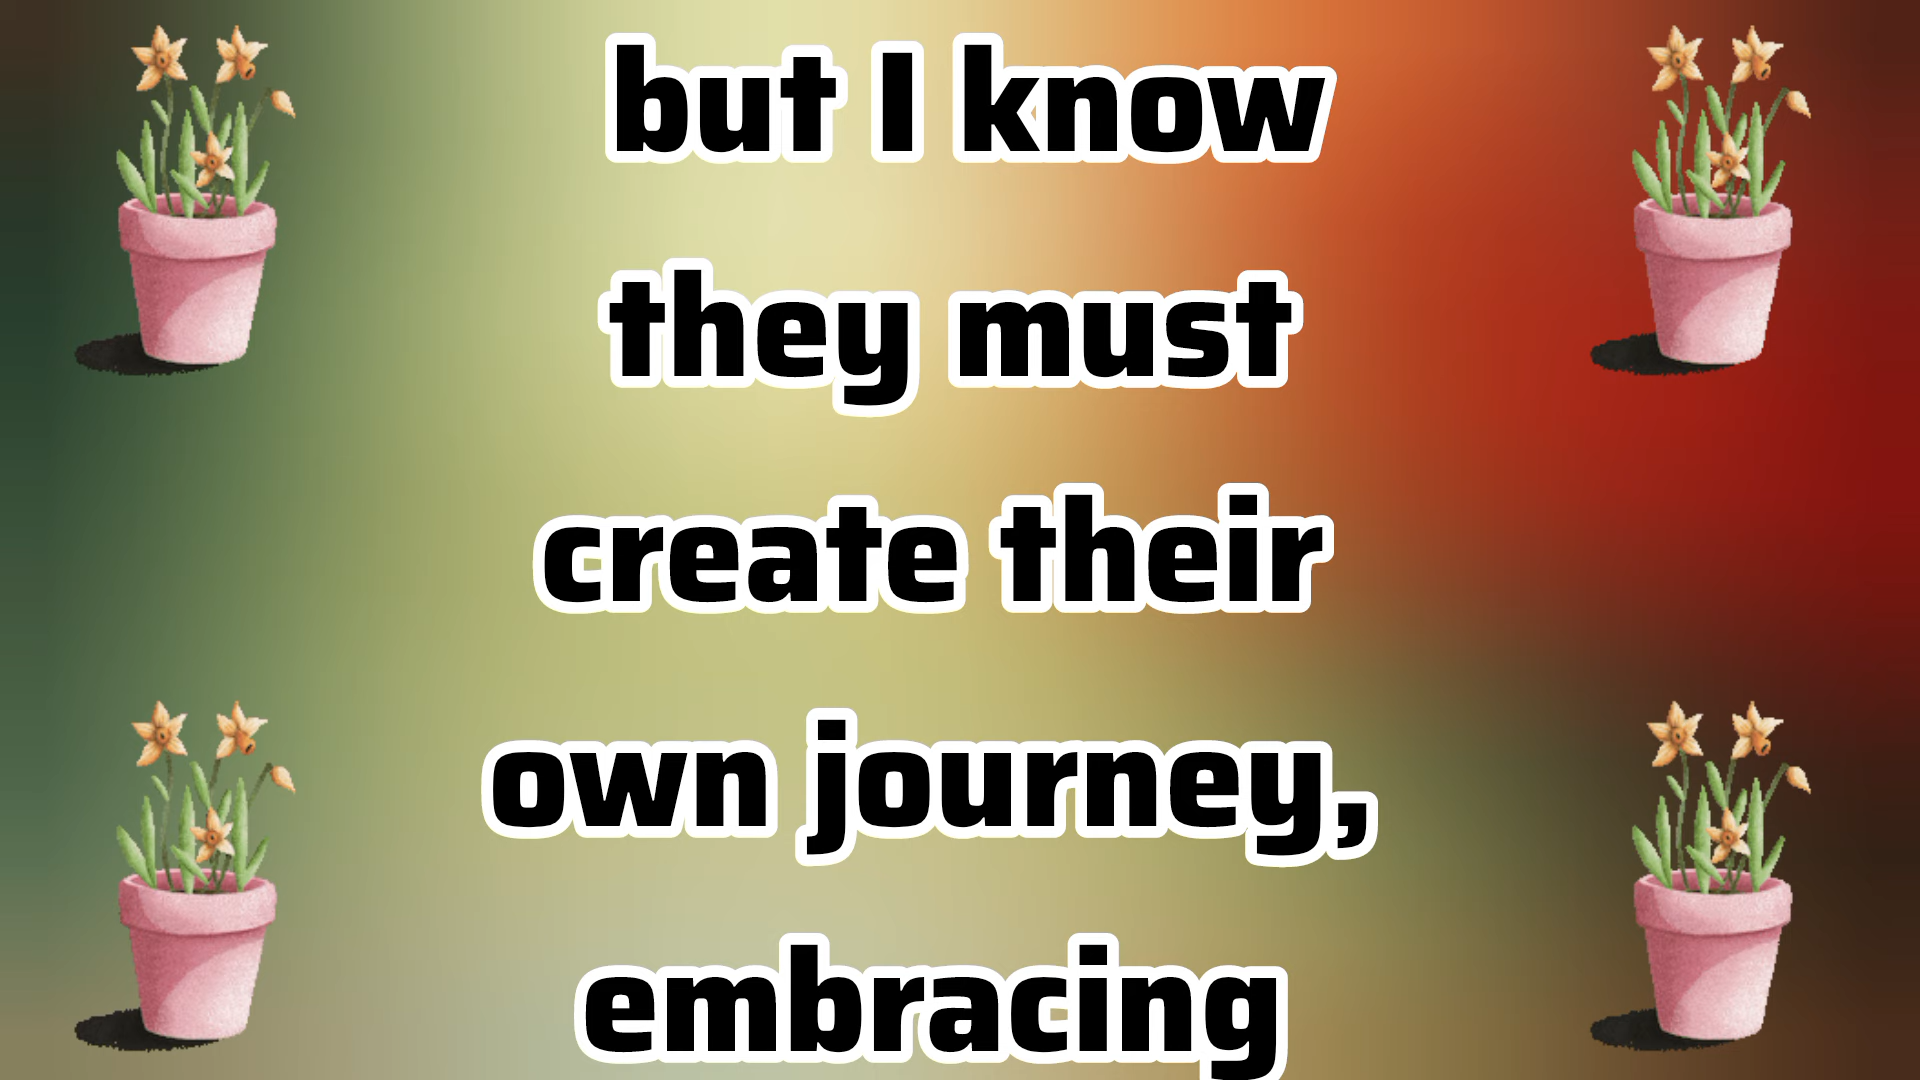 but I know
they must
create their
own journey,
embracing